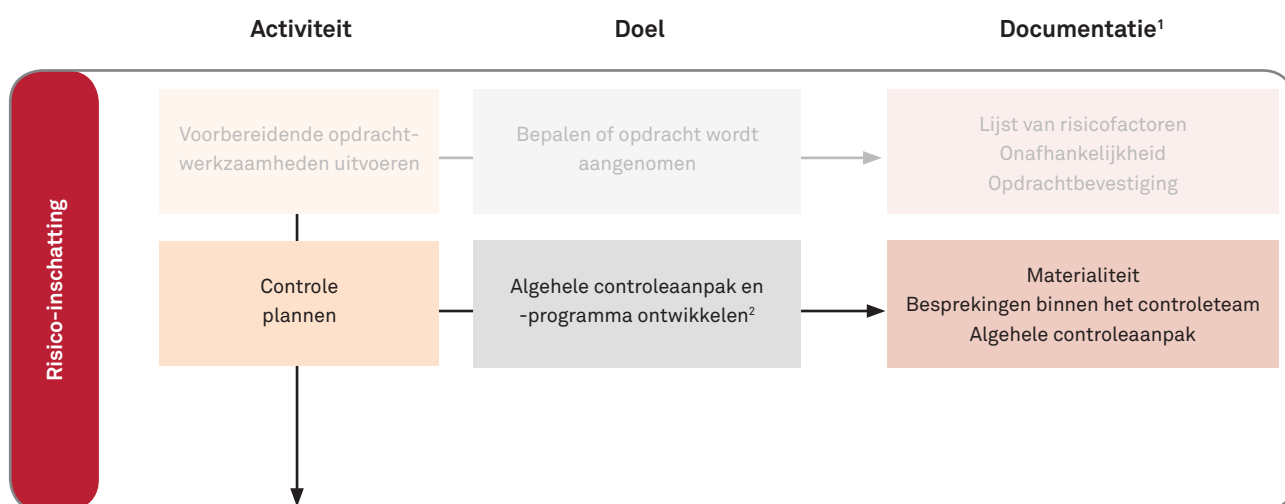 Activiteit
Doel
Documentatie¹
Risico-inschatting
Voorbereidende opdracht-
werkzaamheden uitvoeren
Bepalen of opdracht wordt
aangenomen
Lijst van risicofactoren
Onafhankelijkheid
Opdrachtbevestiging
Controle
plannen
Algehele controleaanpak en
-programma ontwikkelen²
Materialiteit
Besprekingen binnen het controleteam
Algehele controleaanpak